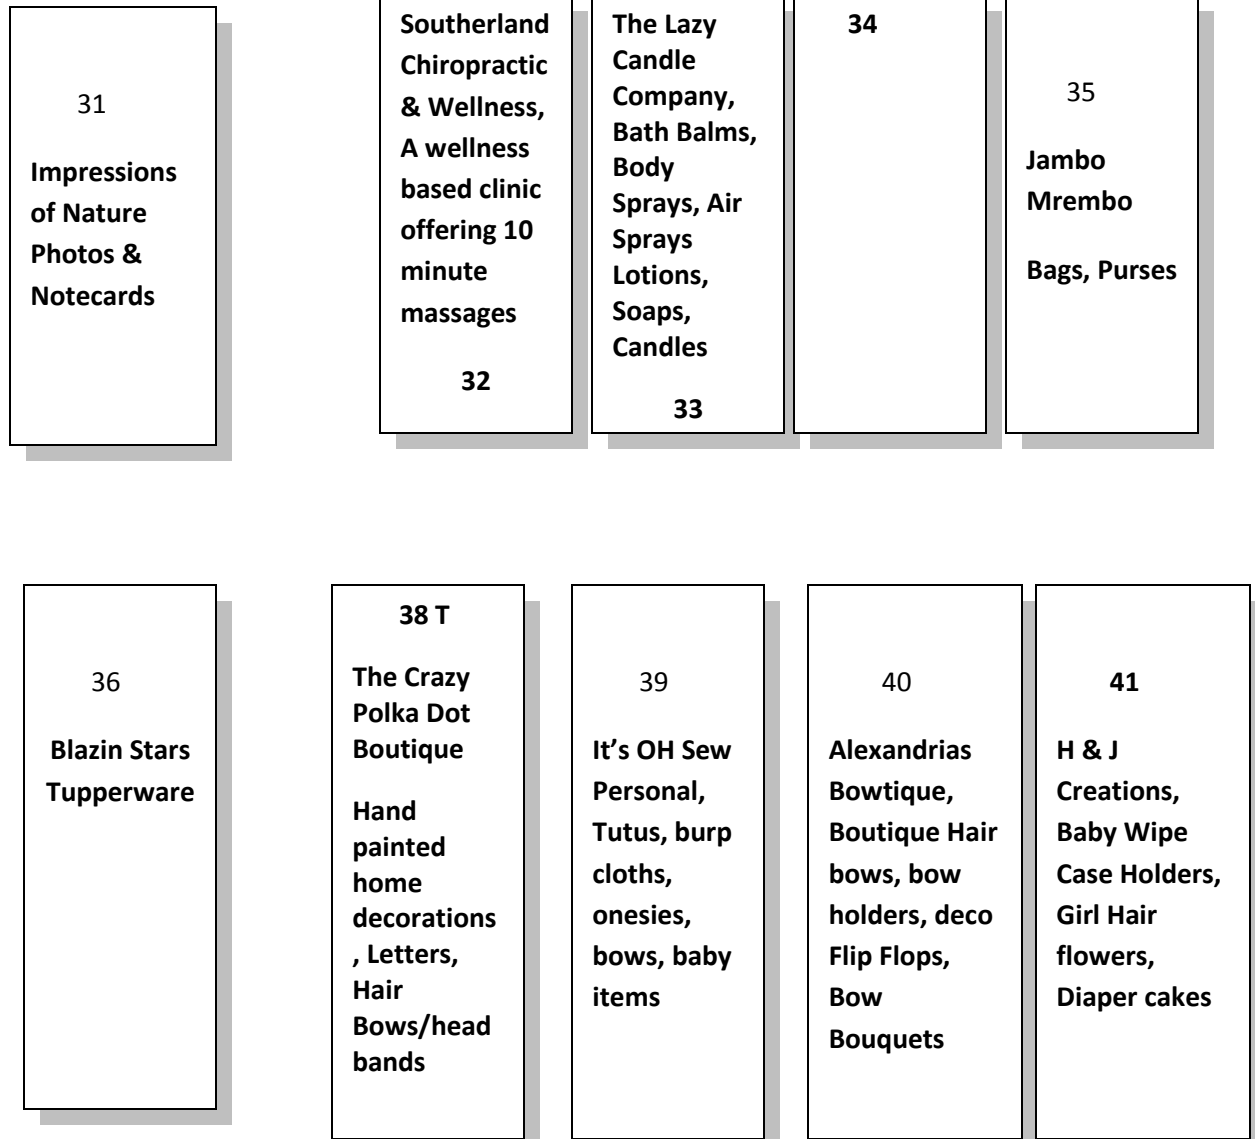 31
Impressions
of Nature
Photos &
Notecards
Southerland
Chiropractic
& Wellness,
A wellness
based clinic
offering 10
minute
massages
32
The Lazy
Candle
Company,
Bath Balms,
Body
Sprays, Air
Sprays
Lotions,
Soaps,
Candles
33
34
35
Jambo
Mrembo
Bags, Purses
36
Blazin Stars
Tupperware
38 T
The Crazy
Polka Dot
Boutique
Hand
painted
home
decorations
, Letters,
Hair
Bows/head
bands
39
It’s OH Sew
Personal,
Tutus, burp
cloths,
onesies,
bows, baby
items
40
Alexandrias
Bowtique,
Boutique Hair
bows, bow
holders, deco
Flip Flops,
Bow
Bouquets
41
H & J
Creations,
Baby Wipe
Case Holders,
Girl Hair
flowers,
Diaper cakes